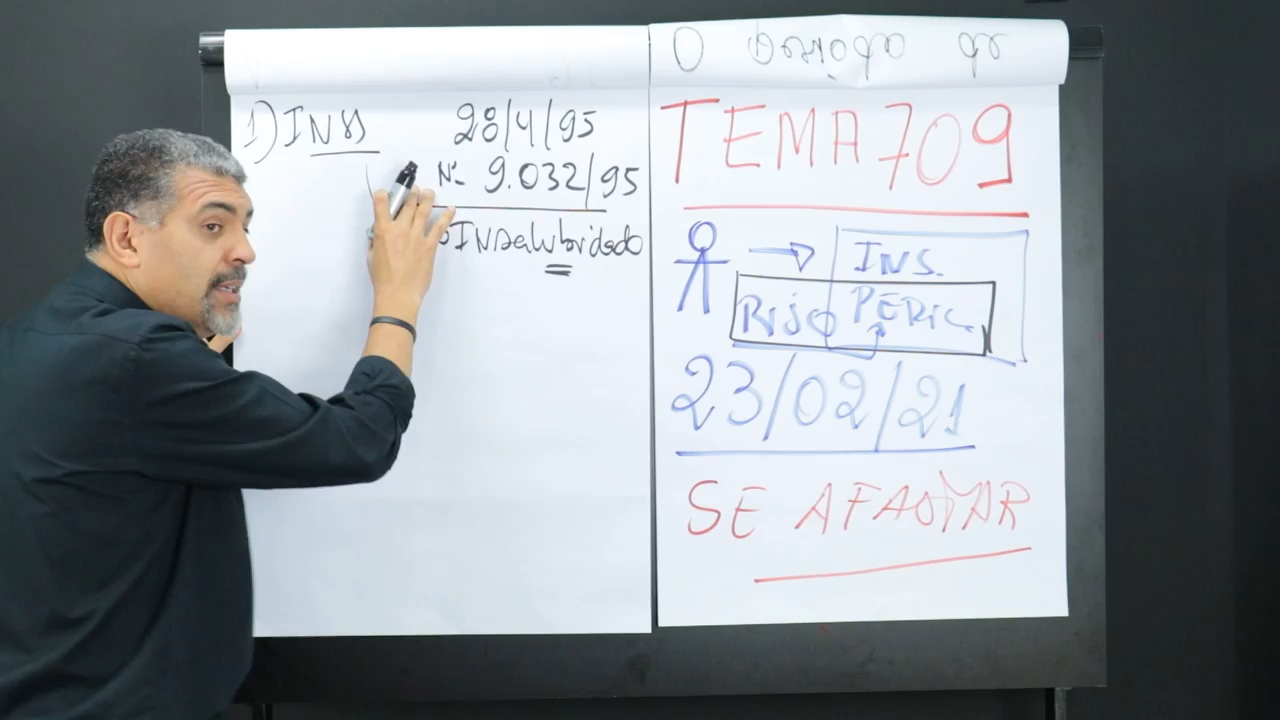 1) INSS 28/4/95
Nº 9.032/95
INSalubridade
TEMA 709
INS.
RISCO PERIC.
23/02/21
SE AFASTAR